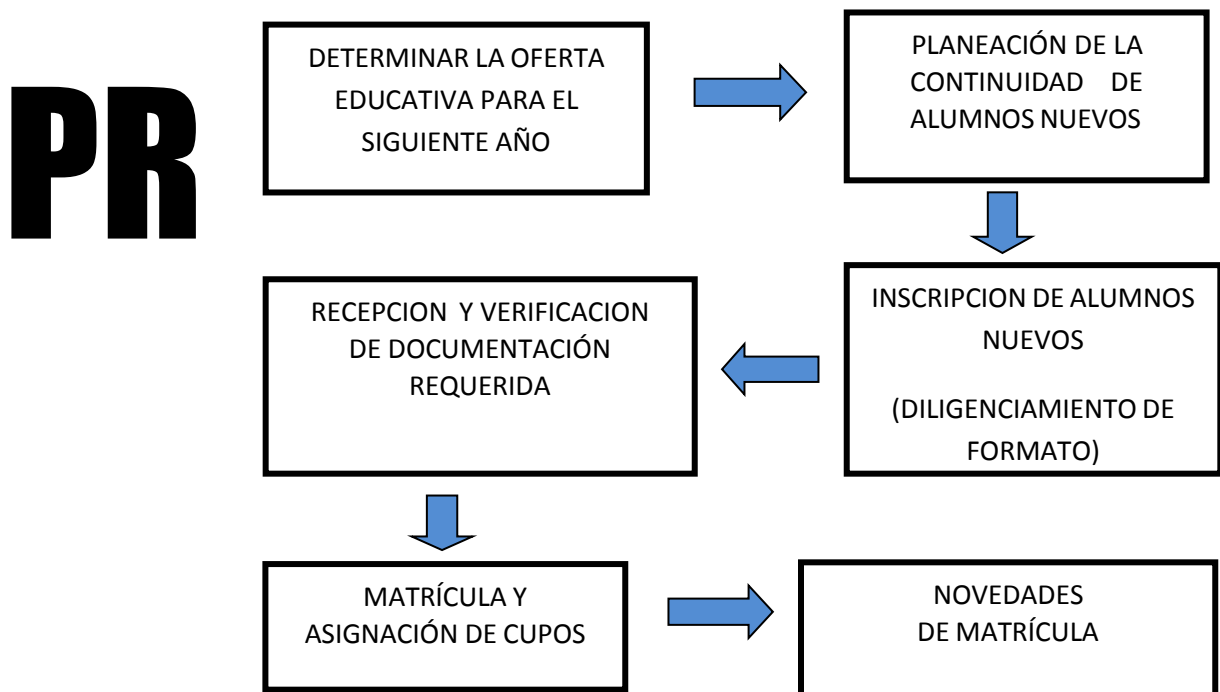 PR
DETERMINAR LA OFERTA
EDUCATIVA PARA EL
SIGUIENTE AÑO
PLANEACIÓN DE LA
CONTINUIDAD DE
ALUMNOS NUEVOS
INSCRIPCION DE ALUMNOS
NUEVOS
(DILIGENCIAMIENTO DE
FORMATO)
RECEPCION Y VERIFICACION
DE DOCUMENTACIÓN
REQUERIDA
MATRÍCULA Y
ASIGNACIÓN DE CUPOS
NOVEDADES
DE MATRÍCULA